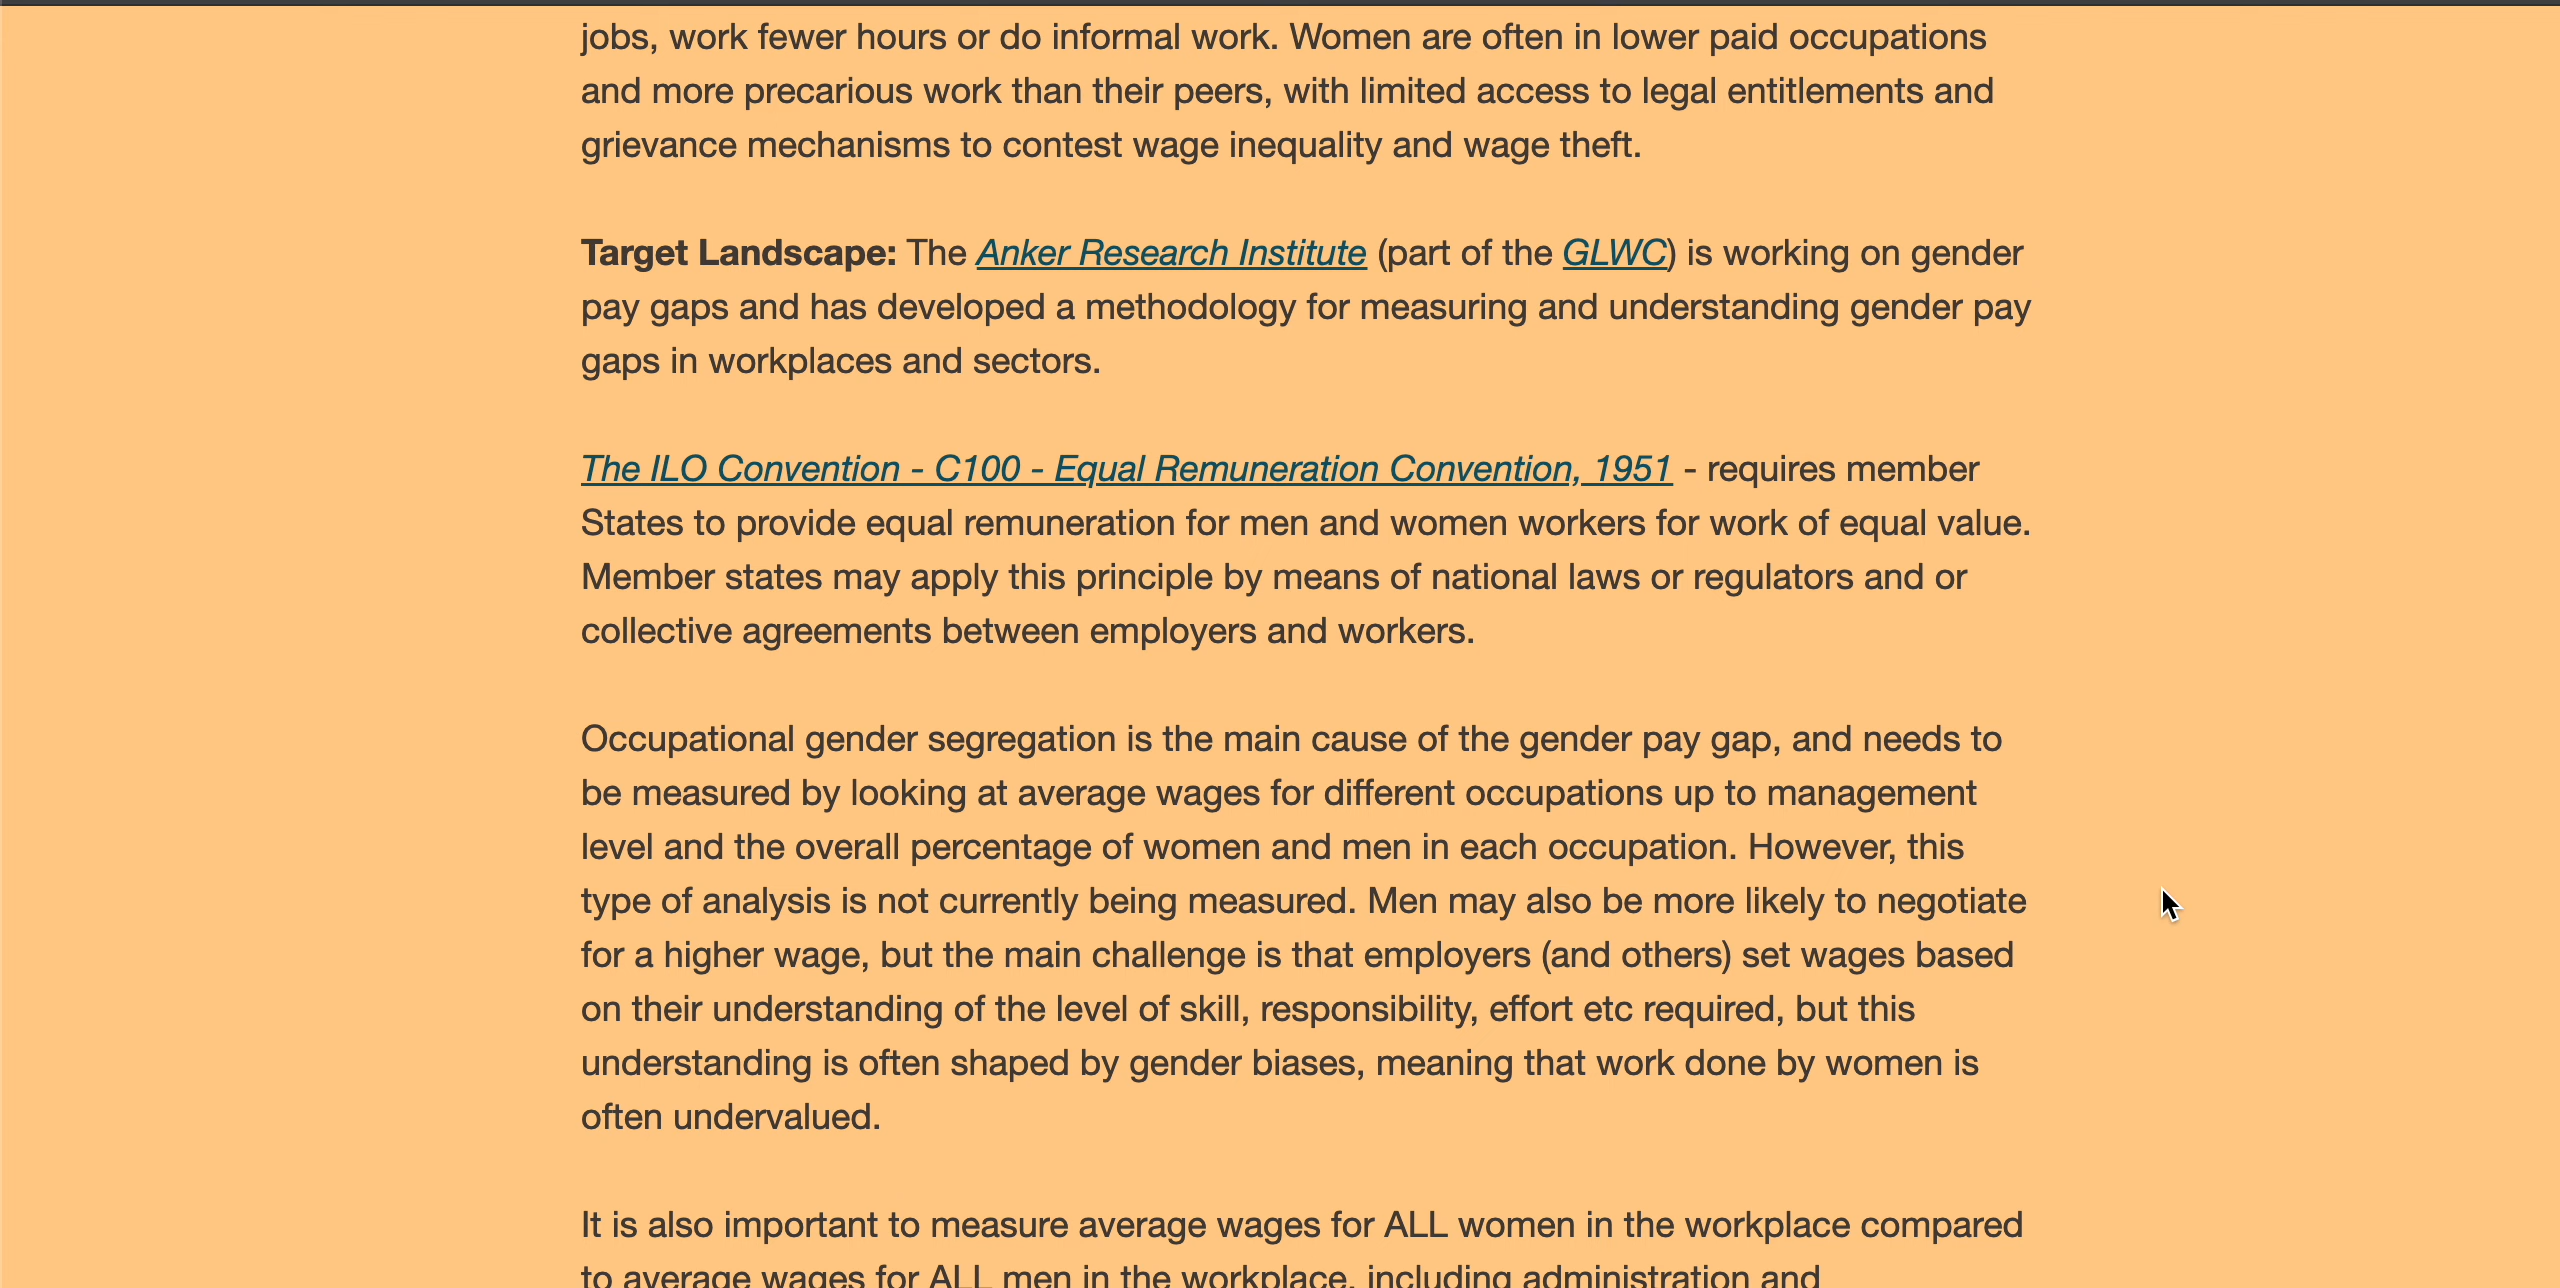 jobs, work fewer hours or do informal work. Women are often in lower paid occupations
and more precarious work than their peers, with limited access to legal entitlements and
grievance mechanisms to contest wage inequality and wage theft.
Target Landscape: The Anker Research Institute (part of the GLWC) is working on gender
pay gaps and has developed a methodology for measuring and understanding gender pay
gaps in workplaces and sectors.
The ILO Convention - C100 - Equal Remuneration Convention, 1951 - requires member
States to provide equal remuneration for men and women workers for work of equal value.
Member states may apply this principle by means of national laws or regulators and or
collective agreements between employers and workers.
Occupational gender segregation is the main cause of the gender pay gap, and needs to
be measured by looking at average wages for different occupations up to management
level and the overall percentage of women and men in each occupation. However, this
type of analysis is not currently being measured. Men may also be more likely to negotiate
for a higher wage, but the main challenge is that employers (and others) set wages based
on their understanding of the level of skill, responsibility, effort etc required, but this
understanding is often shaped by gender biases, meaning that work done by women is
often undervalued.
It is also important to measure average wages for ALL women in the workplace compared
to average wages for ALL men in the workplace, including administration and